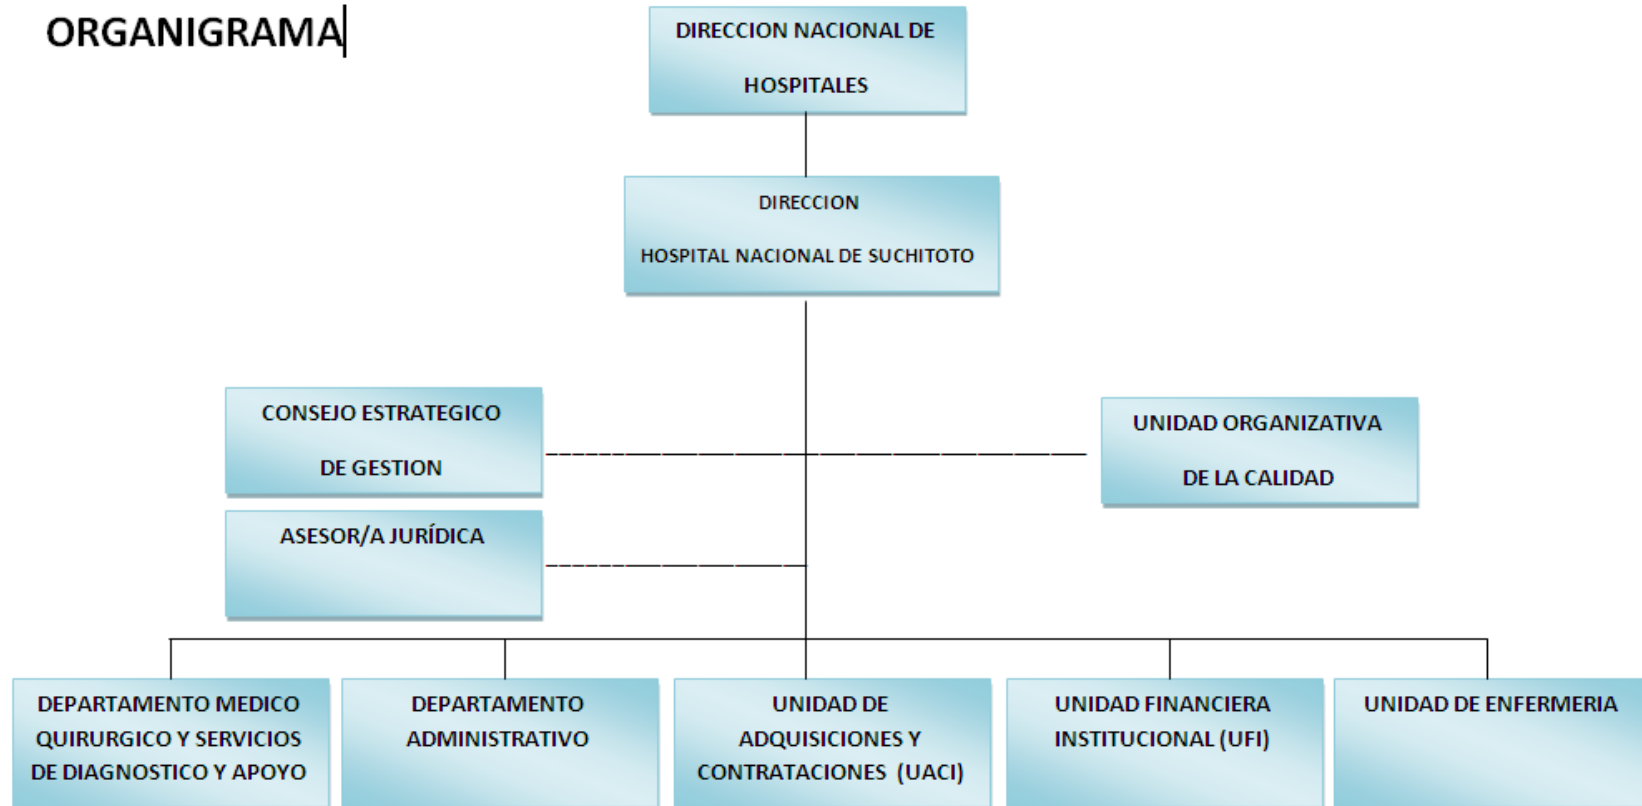 ORGANIGRAMA
DIRECCION NACIONAL DE
HOSPITALES
DIRECCION
HOSPITAL NACIONAL DE SUCHITOTO
CONSEJO ESTRATEGICO
DE GESTION
UNIDAD ORGANIZATIVA
DE LA CALIDAD
ASESOR/A JURÍDICA
DEPARTAMENTO MEDICO
QUIRURGICO Y SERVICIOS
DE DIAGNOSTICO Y APOYO
DEPARTAMENTO
ADMINISTRATIVO
UNIDAD DE
ADQUISICIONES Y
CONTRATACIONES (UACI)
UNIDAD FINANCIERA
INSTITUCIONAL (UFI)
UNIDAD DE ENFERMERIA